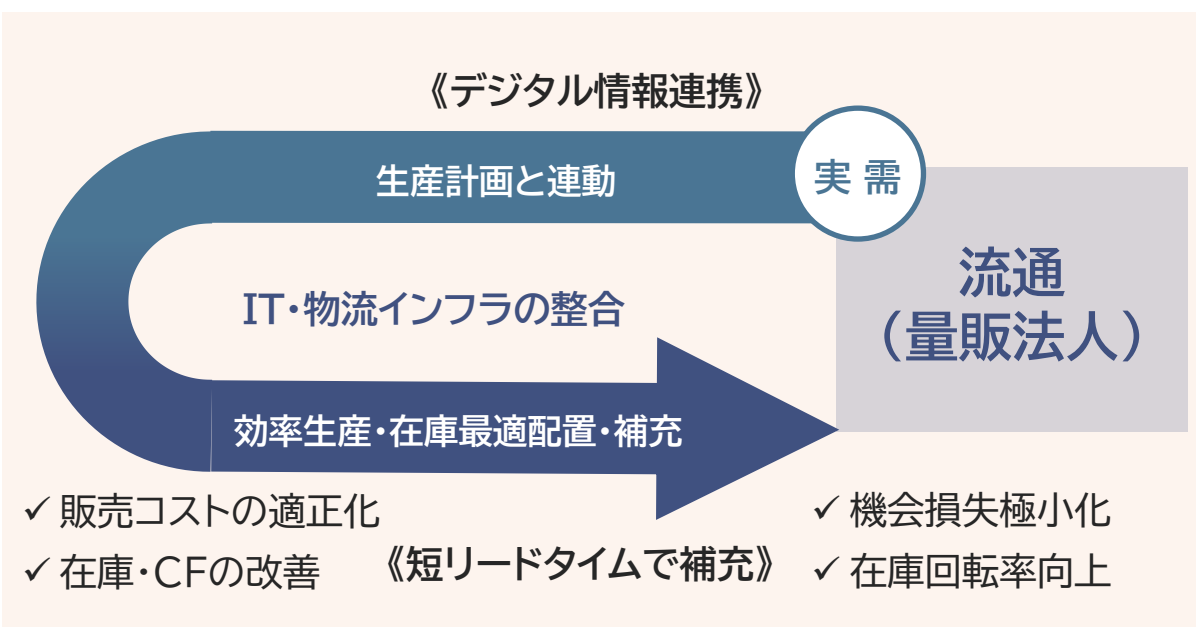 《デジタル情報連携》
生産計画と連動
実 需
流通
（量販法人）
IT・物流インフラの整合
効率生産・在庫最適配置・補充
✓ 販売コストの適正化
✓ 在庫・CFの改善
《短リードタイムで補充》
✓ 機会損失極小化
✓ 在庫回転率向上